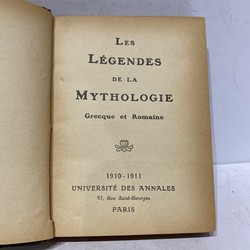 Les
Légendes
de la
Mythologie
Grecque et Romaine
1910-1911
UNIVERSITÉ DES ANNALES
51, Rue Saint-Georges
PARIS